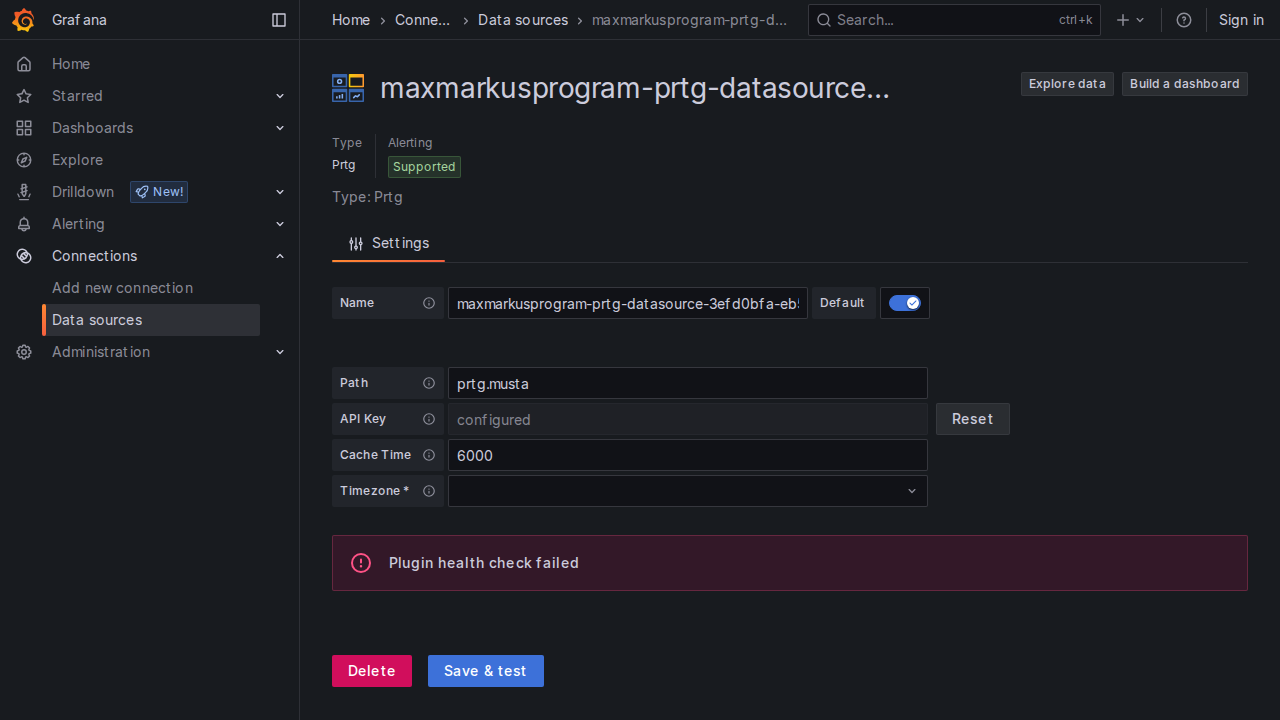 Grafana
Home
Starred
Dashboards
Explore
Drilldown New!
Alerting
Connections
Add new connection
Data sources
Administration
Home > Conne... > Data sources > maxmarkusprogram-prtg-d...
Search... ctrl+k
Sign in
maxmarkusprogram-prtg-datasource...
Explore data
Build a dashboard
Type Alerting
Prtg Supported
Type: Prtg
Settings
Name maxmarkusprogram-prtg-datasource-3efd0bfa-eb Default
Path prtg.musta
API Key configured Reset
Cache Time 6000
Timezone *
Plugin health check failed
Delete Save & test